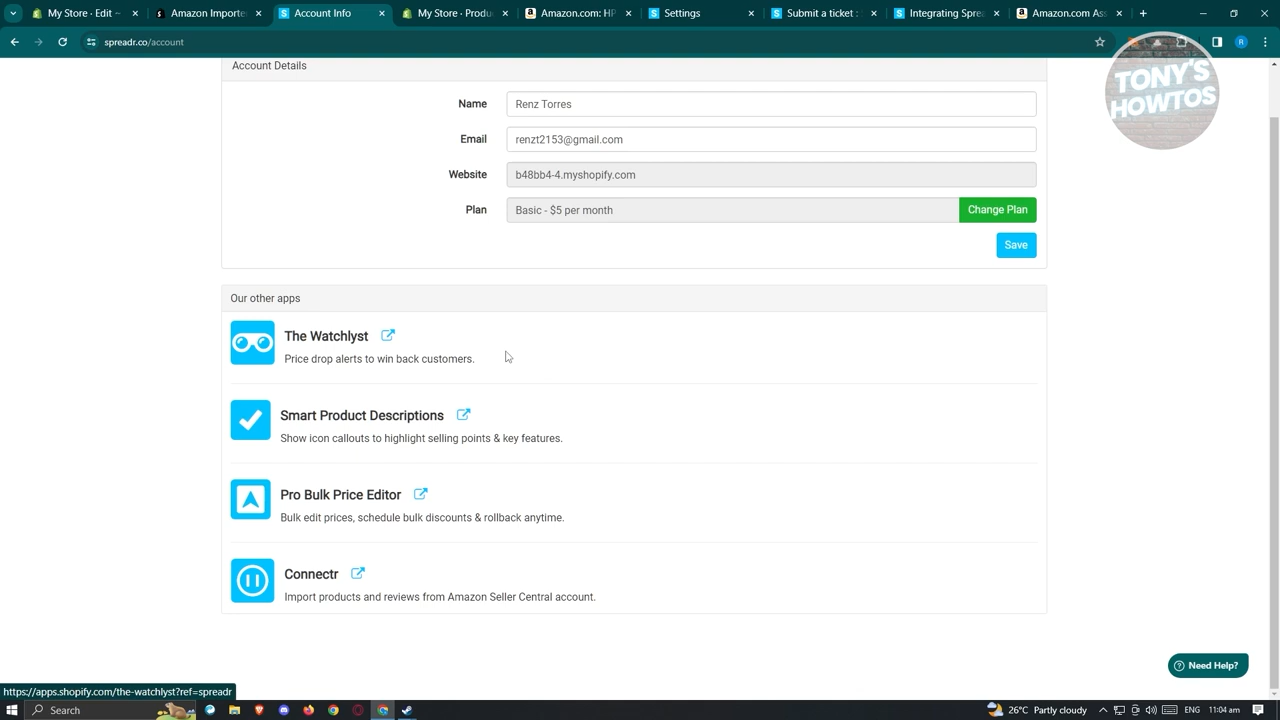 My Store · Edit ~
Amazon Importe
Account Info
My Store · Produ
Amazon.com: HP
Settings
Submit a ticket :
Integrating Sprea
Amazon.com Ass
spreadr.co/account
TONY'S
HOWTOS
Account Details
Name
Renz Torres
Email
renzt2153@gmail.com
Website
b48bb4-4.myshopify.com
Plan
Basic - $5 per month
Change Plan
Save
Our other apps
The Watchlyst
Price drop alerts to win back customers.
Smart Product Descriptions
Show icon callouts to highlight selling points & key features.
Pro Bulk Price Editor
Bulk edit prices, schedule bulk discounts & rollback anytime.
Connectr
Import products and reviews from Amazon Seller Central account.
Need Help?
https://apps.shopify.com/the-watchlyst?ref=spreadr
Search
26°C Partly cloudy
ENG
11:04 am